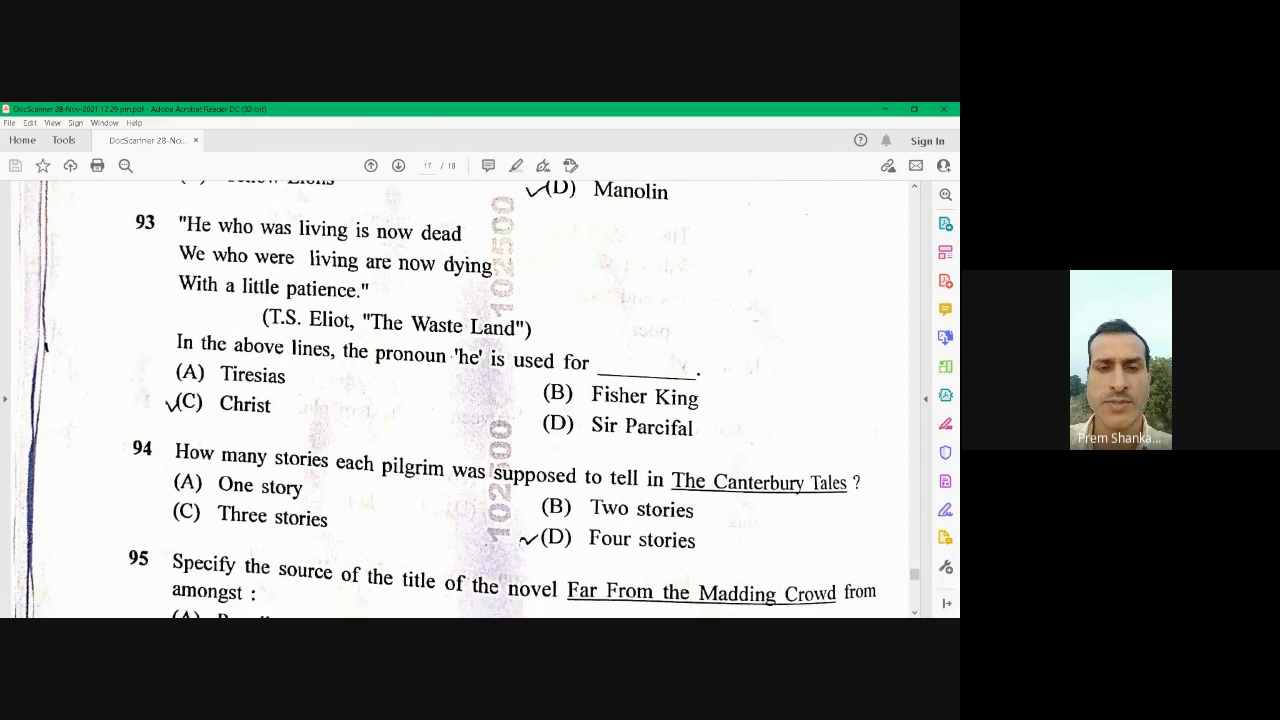 DocScanner 28-Nov-2021 12:29 pm.pdf - Adobe Acrobat Reader DC (32-bit)
File Edit View Sign Window Help
Home Tools DocScanner 28-No... × Sign In
17 / 18
(D) Manolin
93 "He who was living is now dead
We who were living are now dying
With a little patience."
(T.S. Eliot, "The Waste Land")
In the above lines, the pronoun 'he' is used for ________.
(A) Tiresias
(B) Fisher King
(C) Christ
(D) Sir Parcifal
94 How many stories each pilgrim was supposed to tell in The Canterbury Tales ?
(A) One story
(B) Two stories
(C) Three stories
(D) Four stories
95 Specify the source of the title of the novel Far From the Madding Crowd from
amongst :
102500
102500
Prem Shanka...